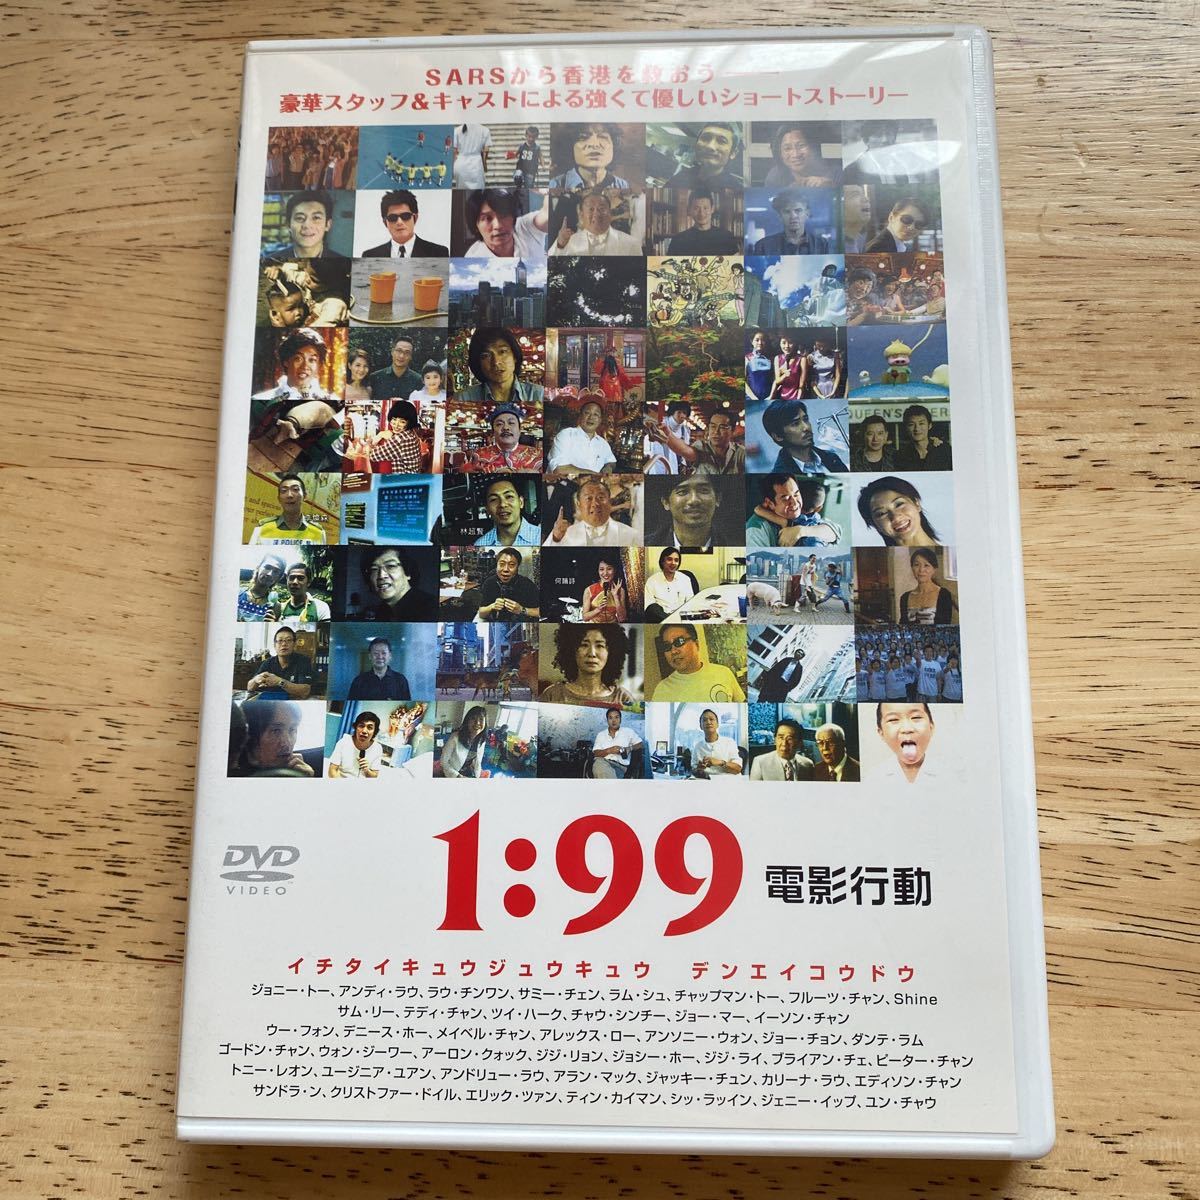 SARSから香港を救おう――
豪華スタッフ&キャストによる強くて優しいショートストーリー
33
QUEEN'S
李燦森
林超賢
POLICE
何韻詩
DVD
VIDEO
1:99 電影行動
イチタイキュウジュウキュウ デンエイコウドウ
ジョニー・トー、アンディ・ラウ、ラウ・チンワン、サミー・チェン、ラム・シュ、チャップマン・トー、フルーツ・チャン、Shine
サム・リー、テディ・チャン、ツイ・ハーク、チャウ・シンチー、ジョー・マー、イーソン・チャン
ウー・フォン、デニース・ホー、メイベル・チャン、アレックス・ロー、アンソニー・ウォン、ジョー・チョン、ダンテ・ラム
ゴードン・チャン、ウォン・ジーワー、アーロン・クォック、ジジ・リョン、ジョシー・ホー、ジジ・ライ、ブライアン・チェ、ピーター・チャン
トニー・レオン、ユージニア・ユアン、アンドリュー・ラウ、アラン・マック、ジャッキー・チュン、カリーナ・ラウ、エディソン・チャン
サンドラ・ン、クリストファー・ドイル、エリック・ツァン、ティン・カイマン、シッ・ラッイン、ジェニー・イップ、ユン・チャウ